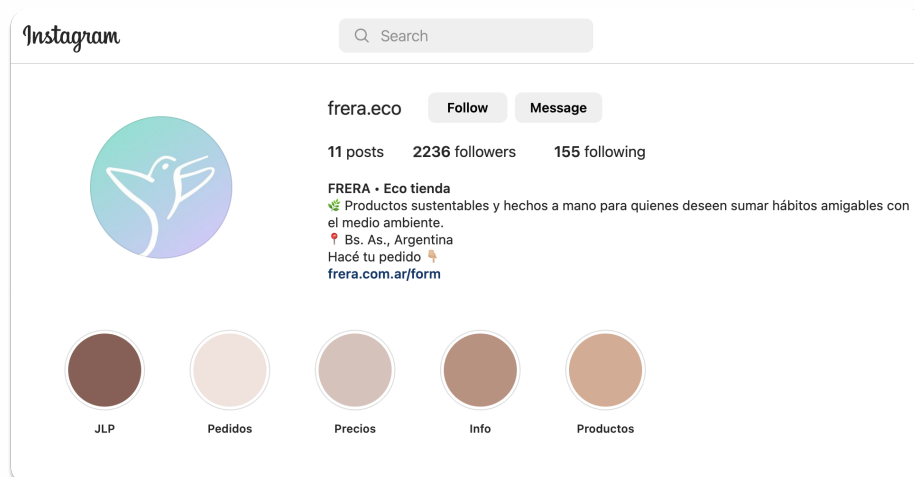 Instagram
Search
frera.eco
Follow
Message
11 posts
2236 followers
155 following
FRERA • Eco tienda
🌿 Productos sustentables y hechos a mano para quienes deseen sumar hábitos amigables con
el medio ambiente.
📍 Bs. As., Argentina
Hacé tu pedido 👇🏼
frera.com.ar/form
JLP
Pedidos
Precios
Info
Productos